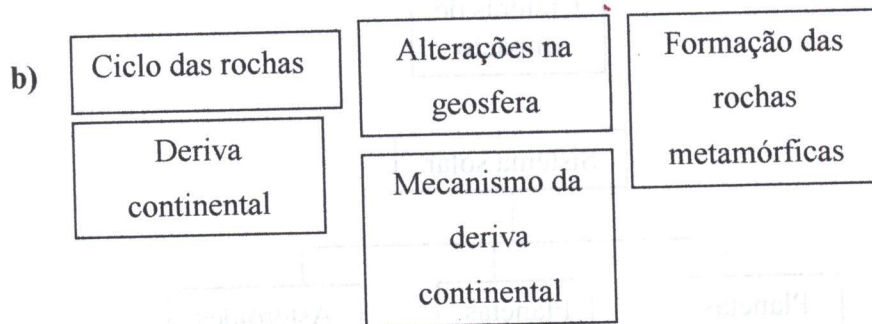 b)
Ciclo das rochas
Alterações na
geosfera
Formação das
rochas
metamórficas
Deriva
continental
Mecanismo da
deriva
continental